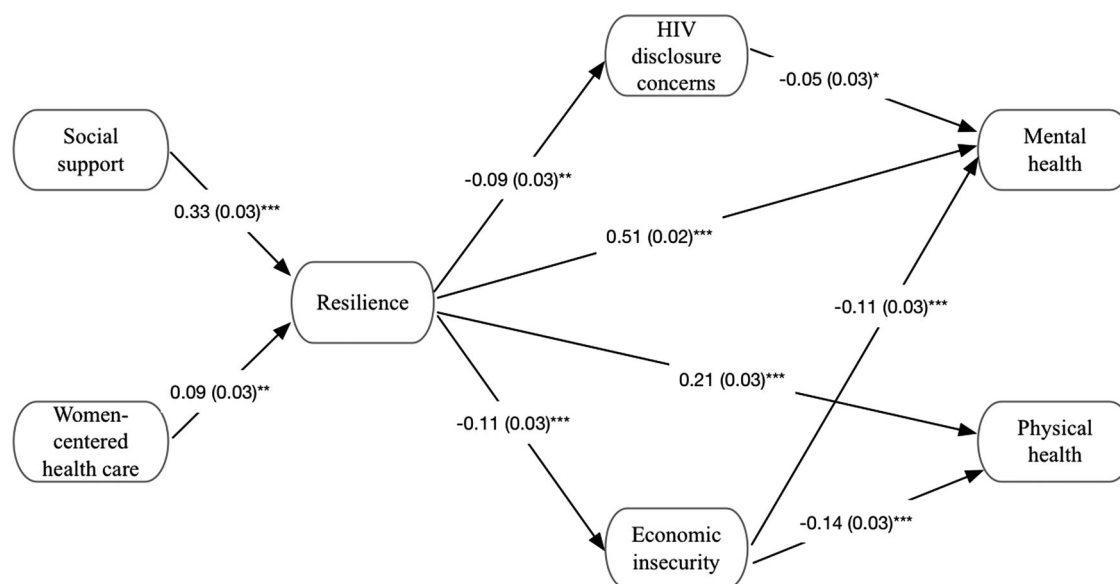 HIV
disclosure
concerns
-0.05 (0.03)*
Social
support
Mental
health
-0.09 (0.03)**
0.33 (0.03)***
0.51 (0.02)***
Resilience
-0.11 (0.03)***
0.21 (0.03)***
0.09 (0.03)**
Women-
centered
health care
-0.11 (0.03)***
Physical
health
-0.14 (0.03)***
Economic
insecurity